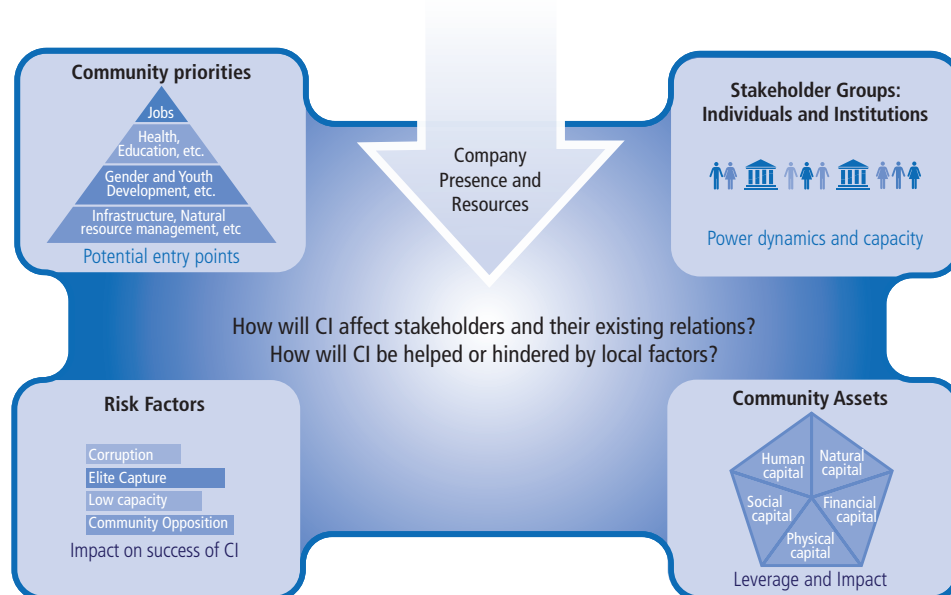 Community priorities
Jobs
Health,
Education, etc.
Gender and Youth
Development, etc.
Infrastructure, Natural
resource management, etc
Potential entry points
Company
Presence and
Resources
Stakeholder Groups:
Individuals and Institutions
Power dynamics and capacity
How will CI affect stakeholders and their existing relations?
How will CI be helped or hindered by local factors?
Risk Factors
Corruption
Elite Capture
Low capacity
Community Opposition
Impact on success of CI
Community Assets
Human
capital
Natural
capital
Social
capital
Financial
capital
Physical
capital
Leverage and Impact